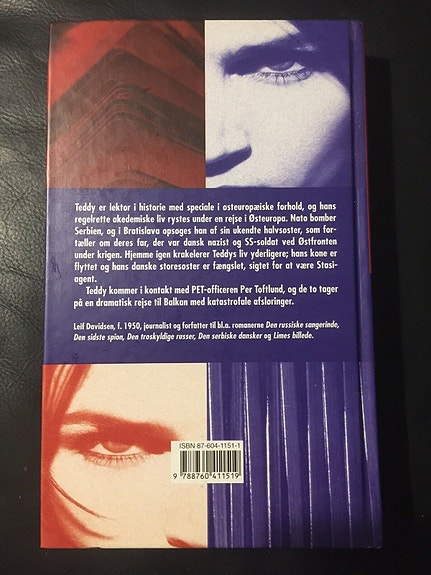 Teddy er lektor i historie med speciale i osteuropæiske forhold, og hans
regelrette akademiske liv rystes under en rejse i Østeuropa. Nato bomber
Serbien, og i Bratislava opsøges han af sin ukendte halvsøster, som for-
tæller om deres far, der var dansk nazist og SS-soldat ved Østfronten
under krigen. Hjemme igen krakelerer Teddys liv yderligere; hans kone er
flyttet og hans danske storesøster er fængslet, sigtet for at være Stasi-
agent.
Teddy kommer i kontakt med PET-officeren Per Toftlund, og de to tager
på en dramatisk rejse til Balkan med katastrofale afsløringer.
Leif Davidsen, f. 1950, journalist og forfatter til bl.a. romanerne Den russiske sangerinde,
Den sidste spion, Den troskyldige russer, Den serbiske dansker og Limes billede.
ISBN 87-604-1151-1
9 788760 411519